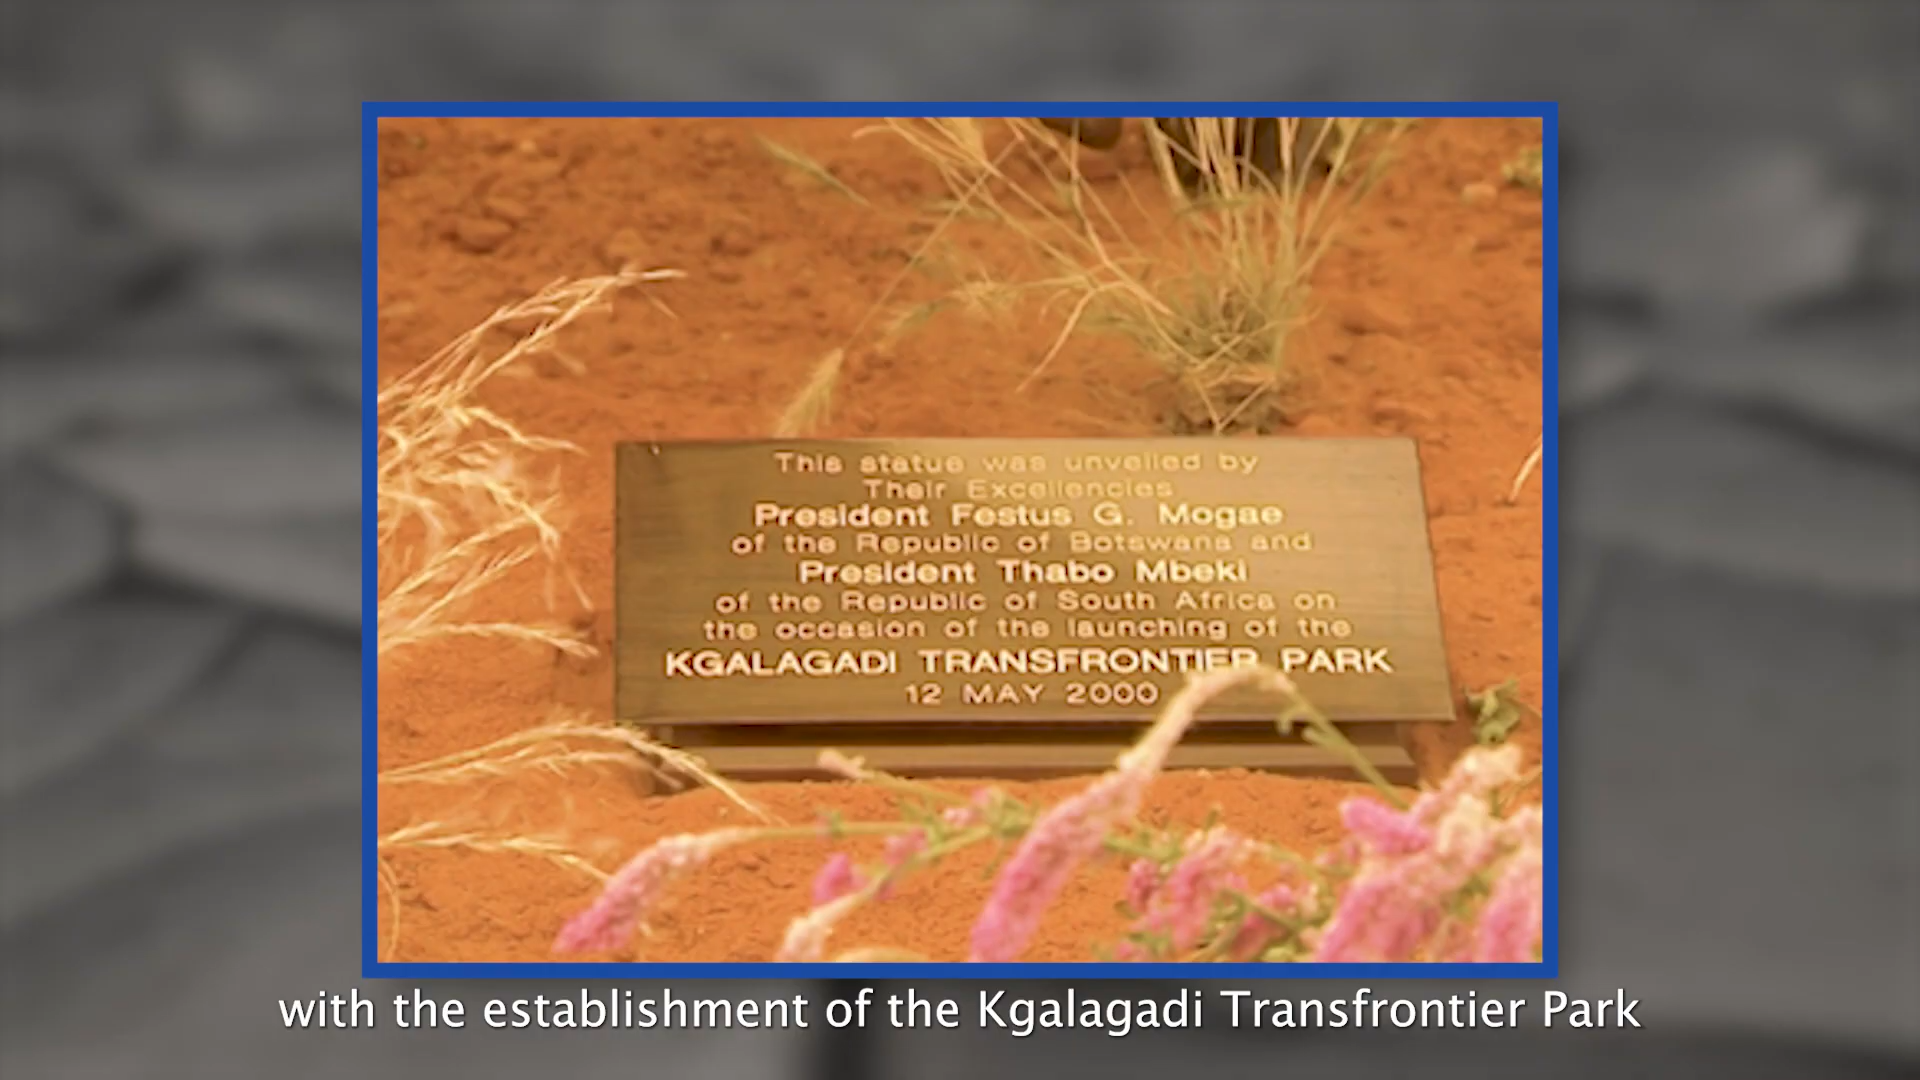 This statue was unveiled by
Their Excellencies
President Festus G. Mogae
of the Republic of Botswana and
President Thabo Mbeki
of the Republic of South Africa on
the occasion of the launching of the
KGALAGADI TRANSFRONTIER PARK
12 MAY 2000
with the establishment of the Kgalagadi Transfrontier Park